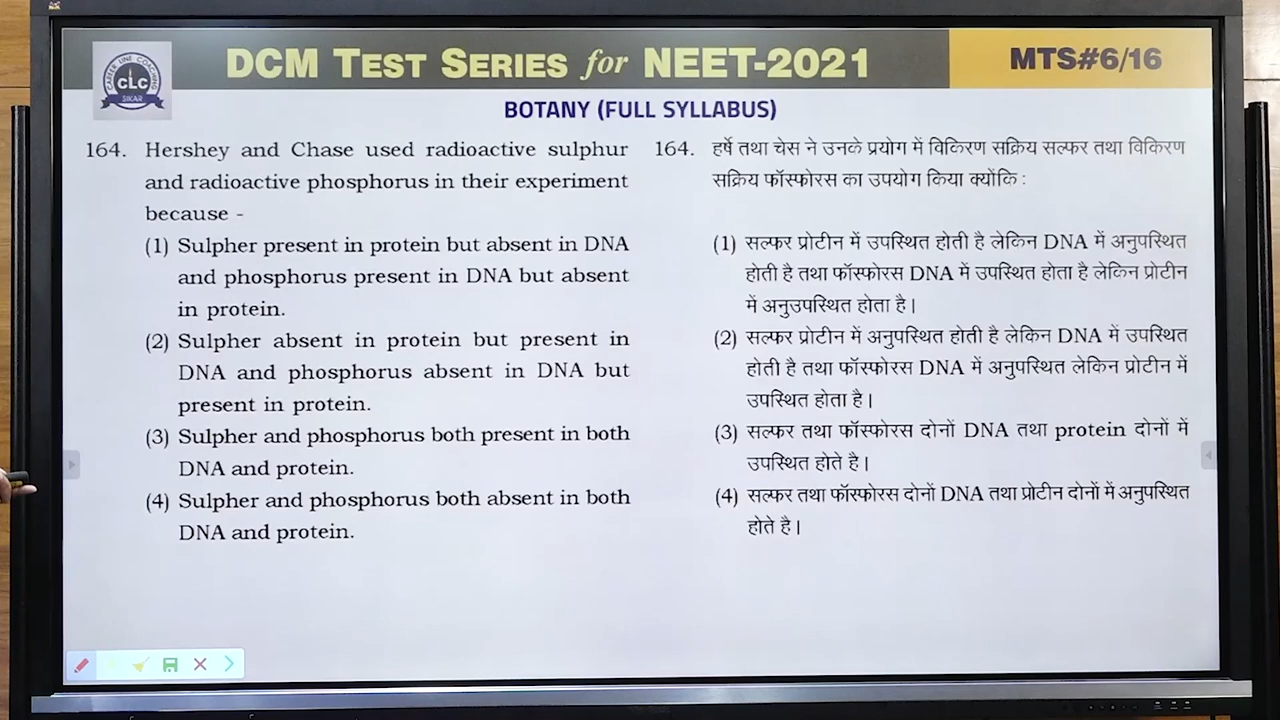 DCM TEST SERIES for NEET-2021
MTS#6/16
CAREER LINE COACHING
CLC
SIKAR
BOTANY (FULL SYLLABUS)
164. Hershey and Chase used radioactive sulphur
and radioactive phosphorus in their experiment
because -
(1) Sulpher present in protein but absent in DNA
and phosphorus present in DNA but absent
in protein.
(2) Sulpher absent in protein but present in
DNA and phosphorus absent in DNA but
present in protein.
(3) Sulpher and phosphorus both present in both
DNA and protein.
(4) Sulpher and phosphorus both absent in both
DNA and protein.
164. हर्षे तथा चेस ने उनके प्रयोग में विकिरण सक्रिय सल्फर तथा विकिरण
सक्रिय फॉस्फोरस का उपयोग किया क्योंकि :
(1) सल्फर प्रोटीन में उपस्थित होती है लेकिन DNA में अनुपस्थित
होती है तथा फॉस्फोरस DNA में उपस्थित होता है लेकिन प्रोटीन
में अनुउपस्थित होता है।
(2) सल्फर प्रोटीन में अनुपस्थित होती है लेकिन DNA में उपस्थित
होती है तथा फॉस्फोरस DNA में अनुपस्थित लेकिन प्रोटीन में
उपस्थित होता है।
(3) सल्फर तथा फॉस्फोरस दोनों DNA तथा protein दोनों में
उपस्थित होते है।
(4) सल्फर तथा फॉस्फोरस दोनों DNA तथा प्रोटीन दोनों में अनुपस्थित
होते है।